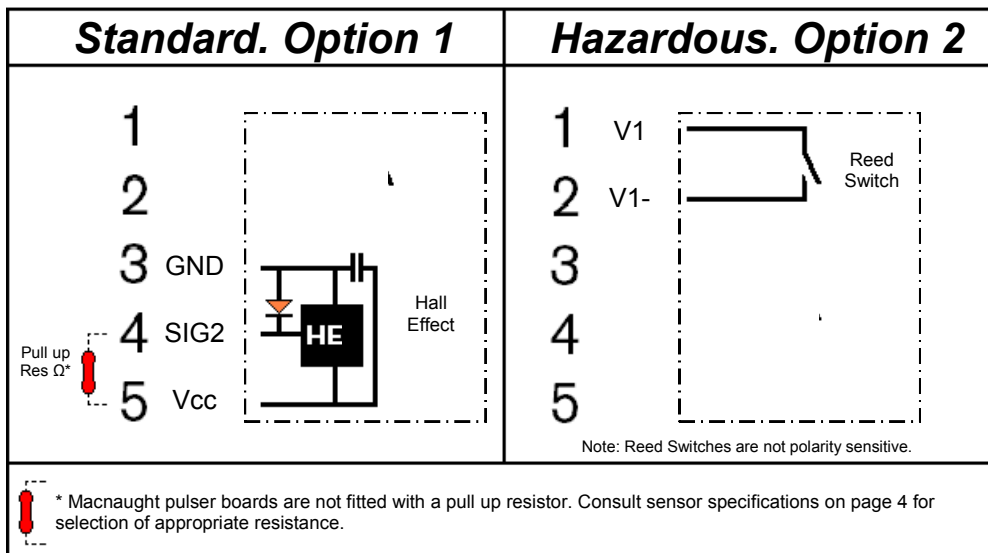 Standard. Option 1
1
2
3 GND
4 SIG2
5 Vcc
Pull up
Res Ω*
HE
Hall
Effect
Hazardous. Option 2
1 V1
2 V1-
3
4
5
Reed
Switch
Note: Reed Switches are not polarity sensitive.
* Macnaught pulser boards are not fitted with a pull up resistor. Consult sensor specifications on page 4 for
selection of appropriate resistance.